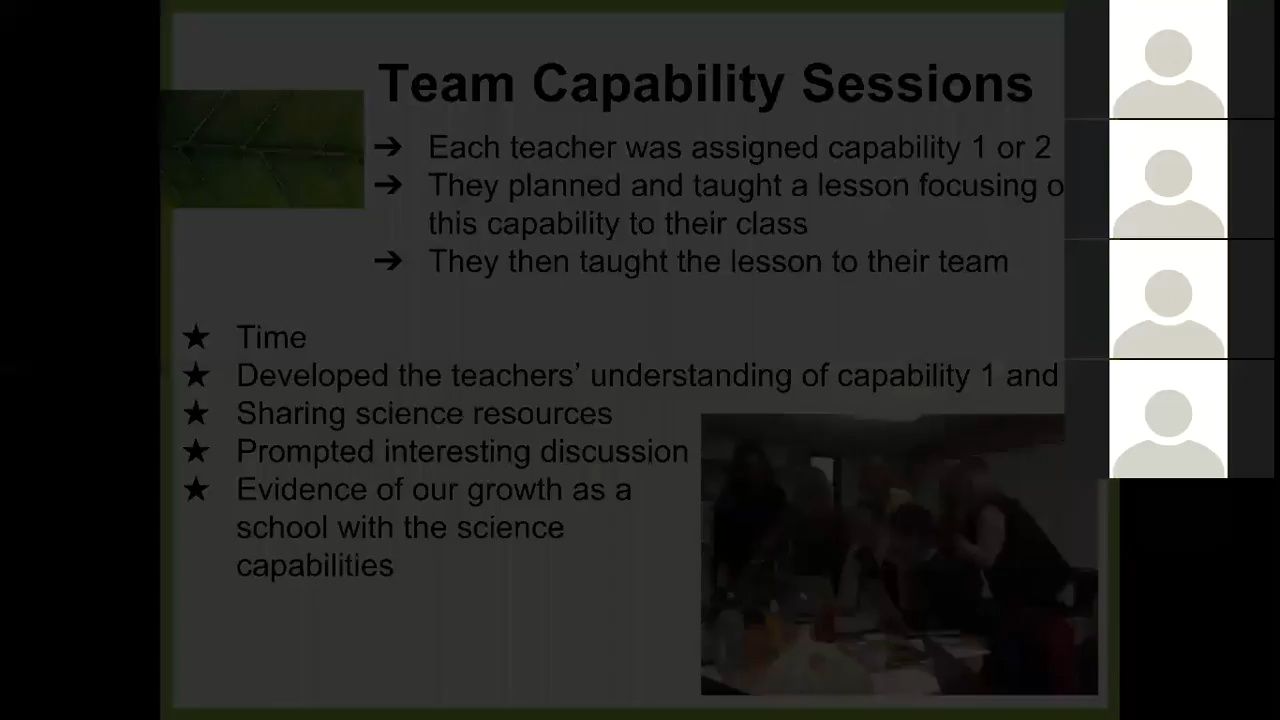 Team Capability Sessions
➔ Each teacher was assigned capability 1 or 2
➔ They planned and taught a lesson focusing o
this capability to their class
➔ They then taught the lesson to their team
★ Time
★ Developed the teachers’ understanding of capability 1 and
★ Sharing science resources
★ Prompted interesting discussion
★ Evidence of our growth as a
school with the science
capabilities